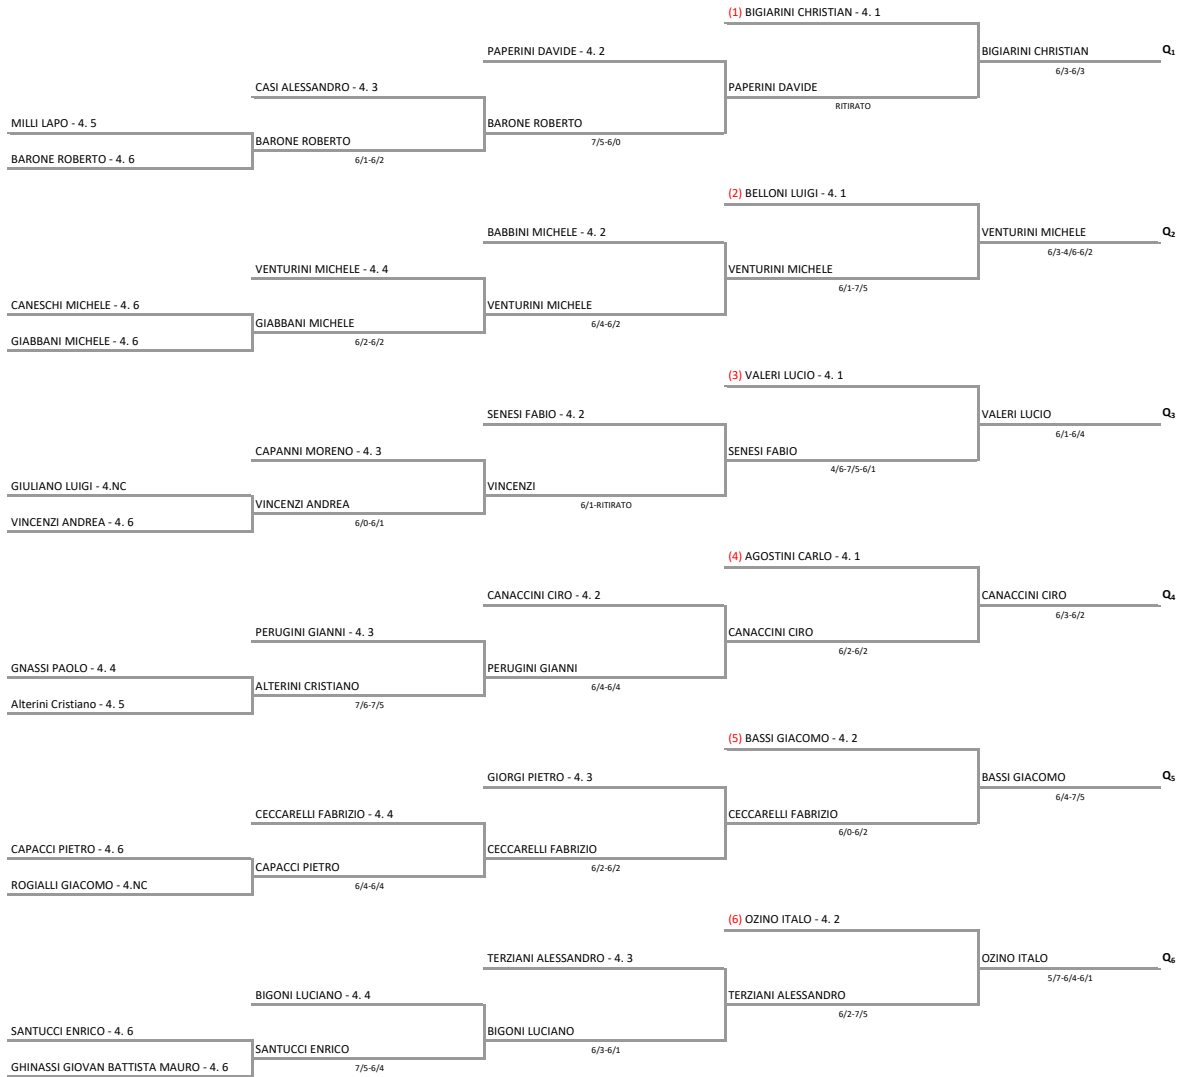 (1) BIGIARINI CHRISTIAN - 4. 1
PAPERINI DAVIDE - 4. 2
BIGIARINI CHRISTIAN
Q₁
6/3-6/3
CASI ALESSANDRO - 4. 3
PAPERINI DAVIDE
RITIRATO
MILLI LAPO - 4. 5
BARONE ROBERTO
7/5-6/0
BARONE ROBERTO
6/1-6/2
BARONE ROBERTO - 4. 6
(2) BELLONI LUIGI - 4. 1
BABBINI MICHELE - 4. 2
VENTURINI MICHELE
Q₂
6/3-4/6-6/2
VENTURINI MICHELE - 4. 4
VENTURINI MICHELE
6/1-7/5
CANESCHI MICHELE - 4. 6
VENTURINI MICHELE
6/4-6/2
GIABBANI MICHELE
6/2-6/2
GIABBANI MICHELE - 4. 6
(3) VALERI LUCIO - 4. 1
SENESI FABIO - 4. 2
VALERI LUCIO
Q₃
6/1-6/4
CAPANNI MORENO - 4. 3
SENESI FABIO
4/6-7/5-6/1
GIULIANO LUIGI - 4.NC
VINCENZI
6/1-RITIRATO
VINCENZI ANDREA
6/0-6/1
VINCENZI ANDREA - 4. 6
(4) AGOSTINI CARLO - 4. 1
CANACCINI CIRO - 4. 2
CANACCINI CIRO
Q₄
6/3-6/2
PERUGINI GIANNI - 4. 3
CANACCINI CIRO
6/2-6/2
GNASSI PAOLO - 4. 4
PERUGINI GIANNI
6/4-6/4
ALTERINI CRISTIANO
7/6-7/5
Alterini Cristiano - 4. 5
(5) BASSI GIACOMO - 4. 2
GIORGI PIETRO - 4. 3
BASSI GIACOMO
Q₅
6/4-7/5
CECCARELLI FABRIZIO - 4. 4
CECCARELLI FABRIZIO
6/0-6/2
CAPACCI PIETRO - 4. 6
CECCARELLI FABRIZIO
6/2-6/2
CAPACCI PIETRO
6/4-6/4
ROGIALLI GIACOMO - 4.NC
(6) OZINO ITALO - 4. 2
TERZIANI ALESSANDRO - 4. 3
OZINO ITALO
Q₆
5/7-6/4-6/1
BIGONI LUCIANO - 4. 4
TERZIANI ALESSANDRO
6/2-7/5
SANTUCCI ENRICO - 4. 6
BIGONI LUCIANO
6/3-6/1
SANTUCCI ENRICO
7/5-6/4
GHINASSI GIOVAN BATTISTA MAURO - 4. 6